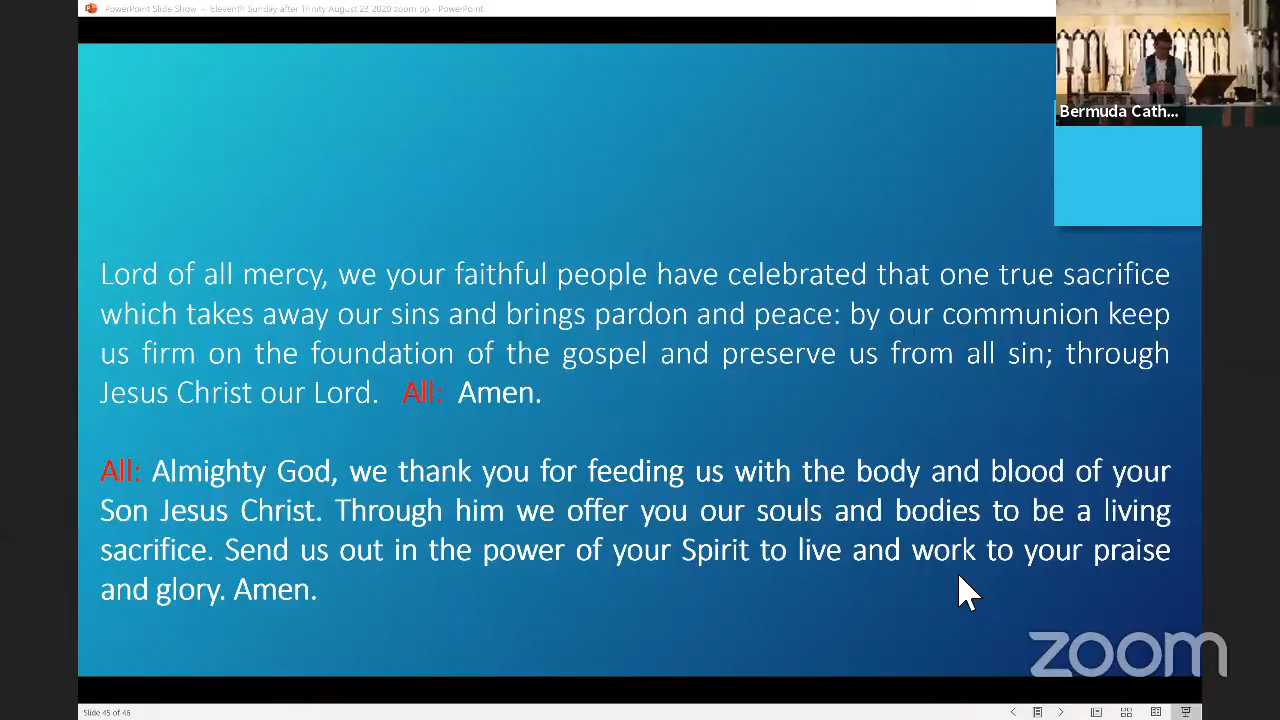 PowerPoint Slide Show - Eleventh Sunday after Trinity August 23 2020 zoom pp - PowerPoint
Bermuda Cath...
Lord of all mercy, we your faithful people have celebrated that one true sacrifice
which takes away our sins and brings pardon and peace: by our communion keep
us firm on the foundation of the gospel and preserve us from all sin; through
Jesus Christ our Lord. All: Amen.
All: Almighty God, we thank you for feeding us with the body and blood of your
Son Jesus Christ. Through him we offer you our souls and bodies to be a living
sacrifice. Send us out in the power of your Spirit to live and work to your praise
and glory. Amen.
zoom
Slide 45 of 46